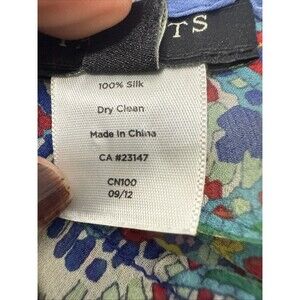 TS
100% Silk
Dry Clean
Made in China
CA #23147
CN100
09/12